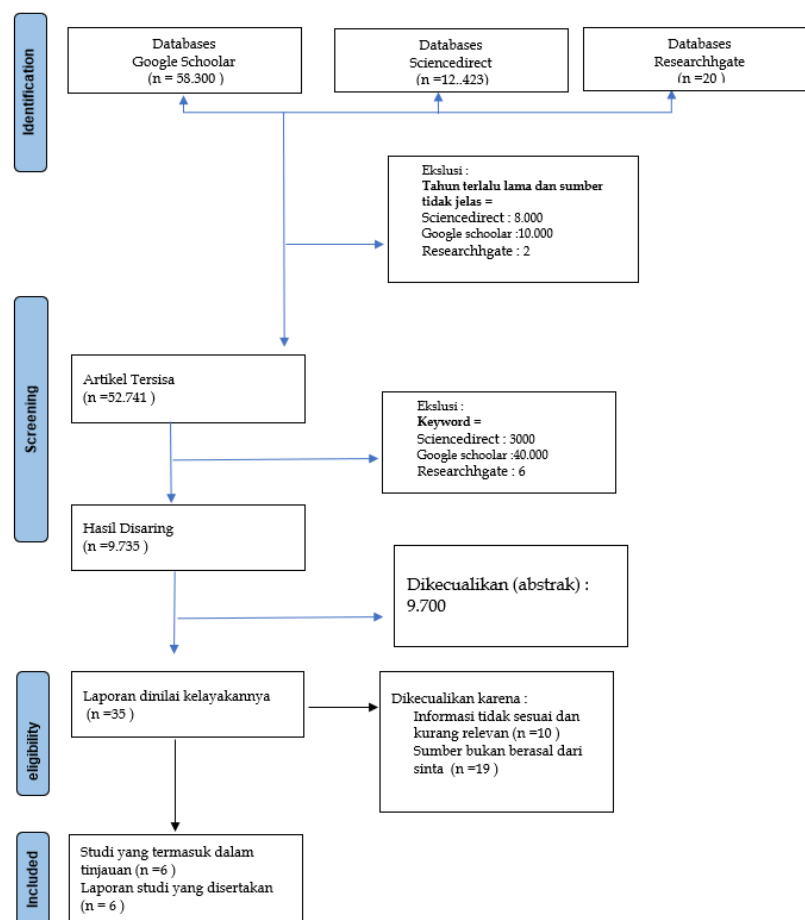 Identification
Databases
Google Schoolar
(n = 58.300 )
Databases
Sciencedirect
(n =12..423)
Databases
Researchhgate
(n =20 )
Ekslusi :
Tahun terlalu lama dan sumber
tidak jelas =
Sciencedirect : 8.000
Google schoolar :10.000
Researchhgate : 2
Screening
Artikel Tersisa
(n =52.741 )
Ekslusi :
Keyword =
Sciencedirect : 3000
Google schoolar :40.000
Researchhgate : 6
Hasil Disaring
(n =9.735 )
Dikecualikan (abstrak) :
9.700
eligibility
Laporan dinilai kelayakannya
(n =35 )
Dikecualikan karena :
Informasi tidak sesuai dan
kurang relevan (n =10 )
Sumber bukan berasal dari
sinta (n =19 )
Included
Studi yang termasuk dalam
tinjauan (n =6 )
Laporan studi yang disertakan
(n = 6 )